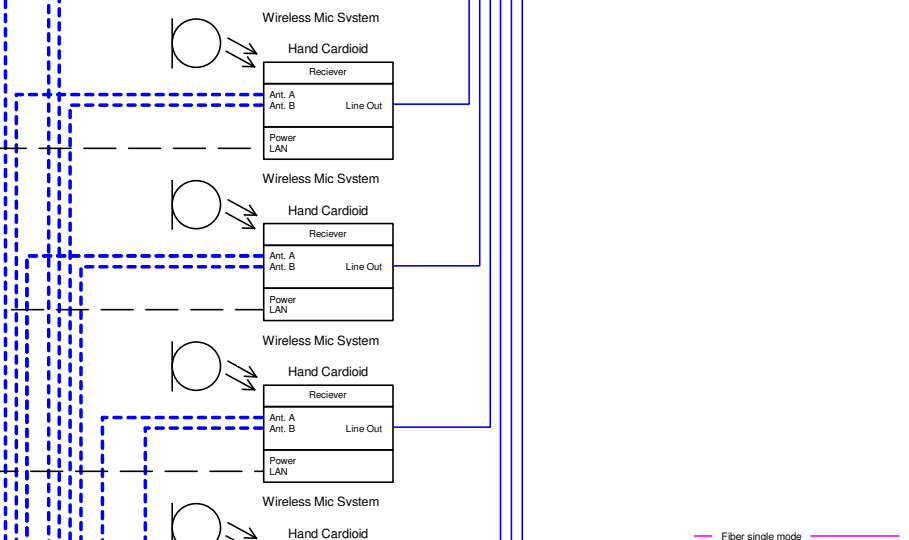 Wireless Mic System
Hand Cardioid
Reciever
Ant. A
Ant. B
Line Out
Power
LAN
Wireless Mic System
Hand Cardioid
Reciever
Ant. A
Ant. B
Line Out
Power
LAN
Wireless Mic System
Hand Cardioid
Reciever
Ant. A
Ant. B
Line Out
Power
LAN
Wireless Mic System
Hand Cardioid
Fiber single mode